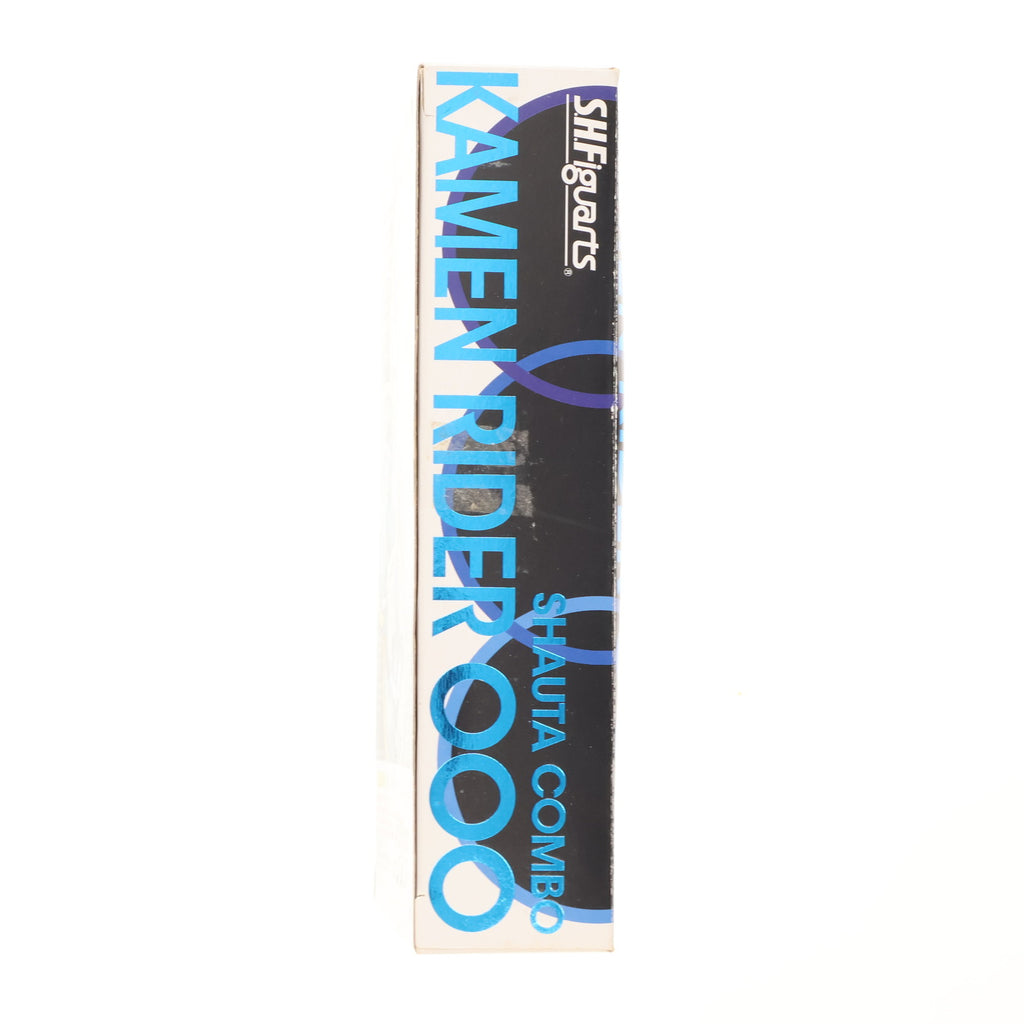 S.H.Figuarts®
SHAUTA COMBO
KAMEN RIDER OOO